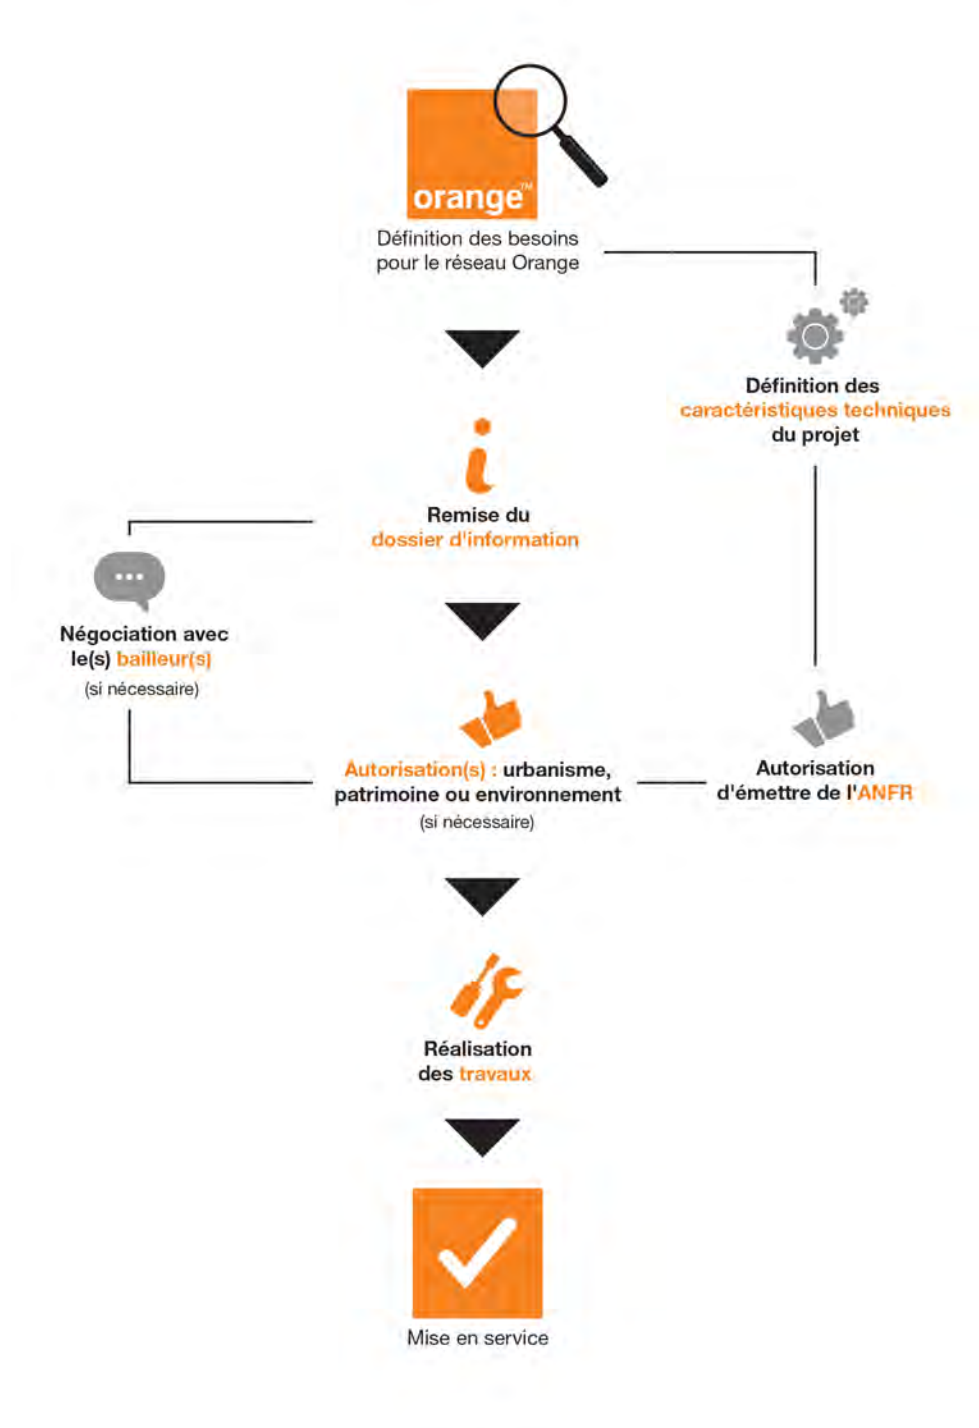 orange™
Définition des besoins
pour le réseau Orange
Définition des
caractéristiques techniques
du projet
Remise du
dossier d'information
Négociation avec
le(s) bailleur(s)
(si nécessaire)
Autorisation(s) : urbanisme,
patrimoine ou environnement
(si nécessaire)
Autorisation
d'émettre de l'ANFR
Réalisation
des travaux
Mise en service